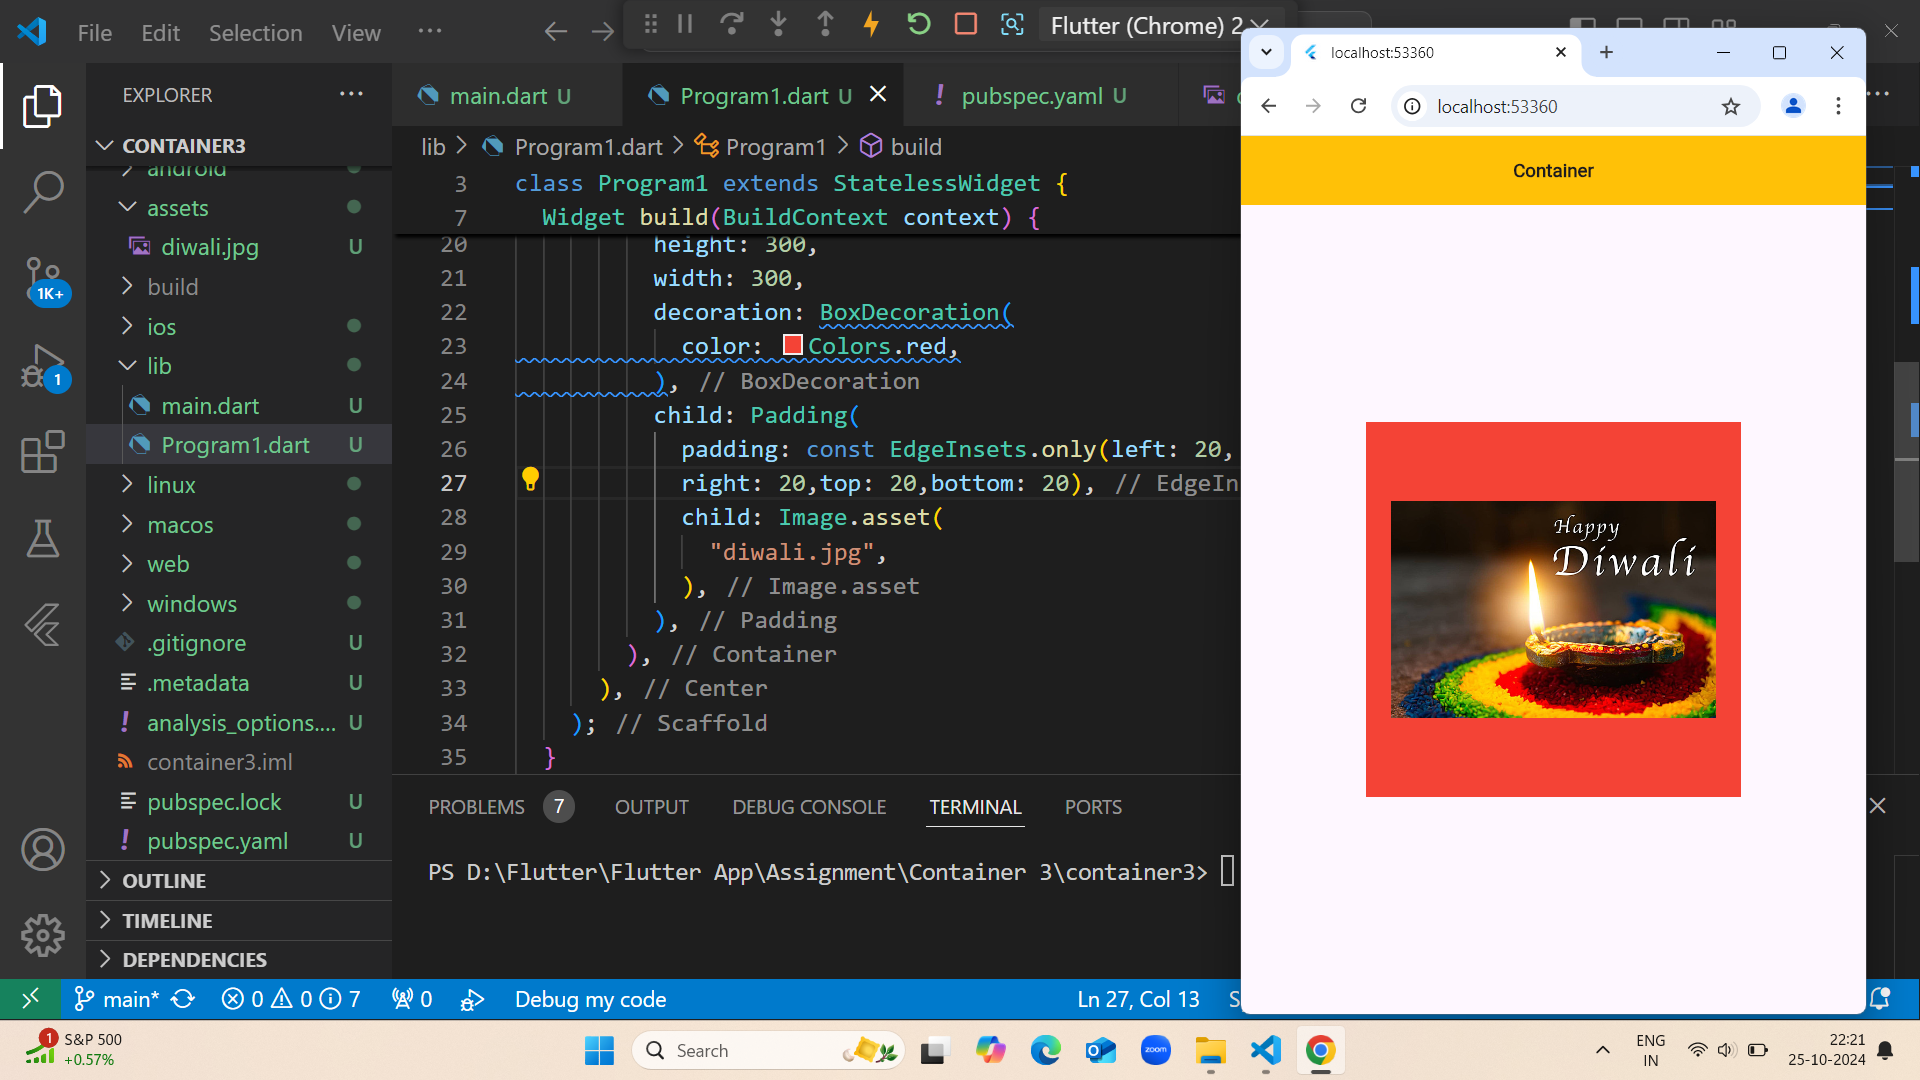 File Edit Selection View ...
Flutter (Chrome) 2
EXPLORER ...
CONTAINER3
android
assets
diwali.jpg U
build
ios
lib
main.dart U
Program1.dart U
linux
macos
web
windows
.gitignore U
.metadata U
analysis_options.... U
container3.iml
pubspec.lock U
pubspec.yaml U
OUTLINE
TIMELINE
DEPENDENCIES
1K+
1
main.dart U
Program1.dart U
! pubspec.yaml U
lib > Program1.dart > Program1 > build
3 class Program1 extends StatelessWidget {
7 Widget build(BuildContext context) {
20 height: 300,
21 width: 300,
22 decoration: BoxDecoration(
23 color: Colors.red,
24 ), // BoxDecoration
25 child: Padding(
26 padding: const EdgeInsets.only(left: 20,
27 right: 20,top: 20,bottom: 20), // EdgeIn
28 child: Image.asset(
29 "diwali.jpg",
30 ), // Image.asset
31 ), // Padding
32 ), // Container
33 ), // Center
34 ); // Scaffold
35 }
PROBLEMS 7 OUTPUT DEBUG CONSOLE TERMINAL PORTS
PS D:\Flutter\Flutter App\Assignment\Container 3\container3>
main* 0 0 7 0 Debug my code Ln 27, Col 13 S
localhost:53360
localhost:53360
Container
Happy
Diwali
1 S&P 500
+0.57%
Search
zoom
ENG
IN
22:21
25-10-2024